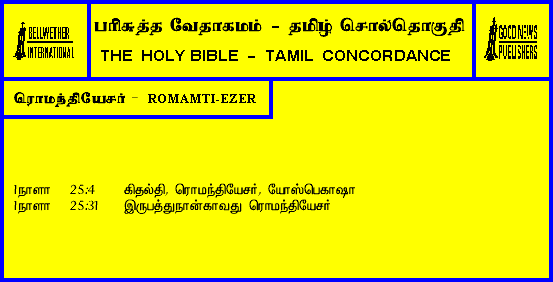 BELLWETHER
INTERNATIONAL
பரிசுத்த வேதாகமம் - தமிழ் சொல்தொகுதி
THE HOLY BIBLE - TAMIL CONCORDANCE
GOOD NEWS
PUBLISHERS
ரொமந்தியேசர் - ROMAMTI-EZER
1நாளா 25:4 கிதல்தி, ரொமந்தியேசர், யோஸ்பெகாஷா
1நாளா 25:31 இருபத்துநான்காவது ரொமந்தியேசர்